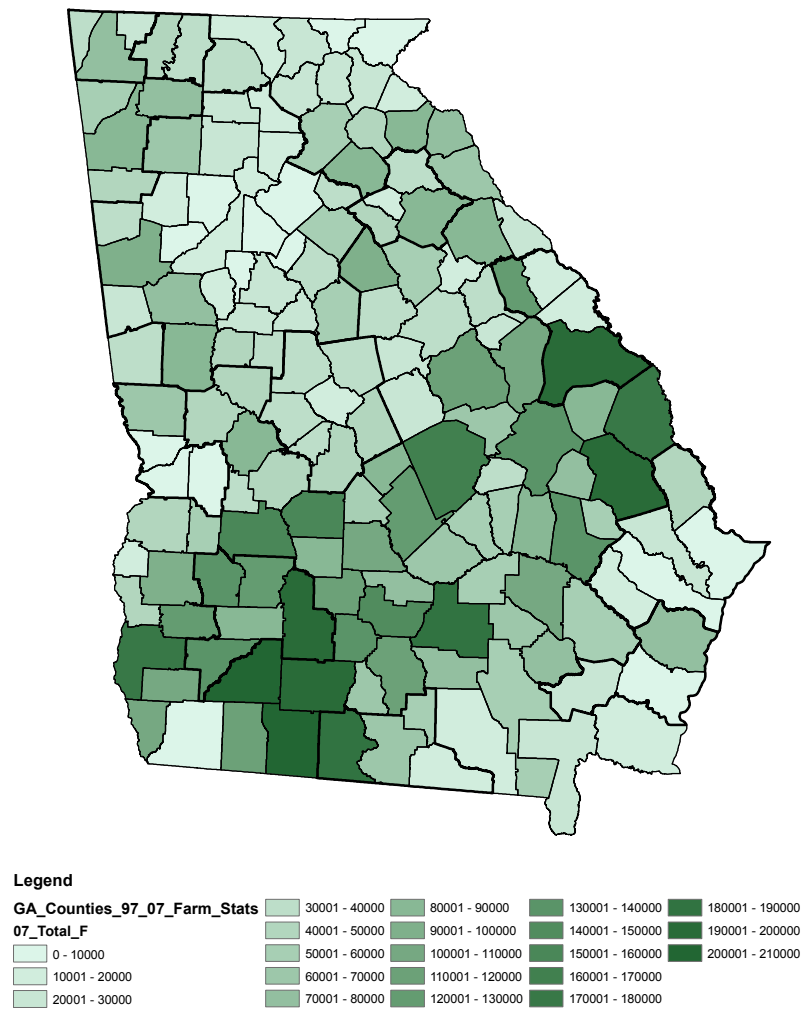 Legend
GA_Counties_97_07_Farm_Stats
07_Total_F
0 - 10000
10001 - 20000
20001 - 30000
30001 - 40000
40001 - 50000
50001 - 60000
60001 - 70000
70001 - 80000
80001 - 90000
90001 - 100000
100001 - 110000
110001 - 120000
120001 - 130000
130001 - 140000
140001 - 150000
150001 - 160000
160001 - 170000
170001 - 180000
180001 - 190000
190001 - 200000
200001 - 210000